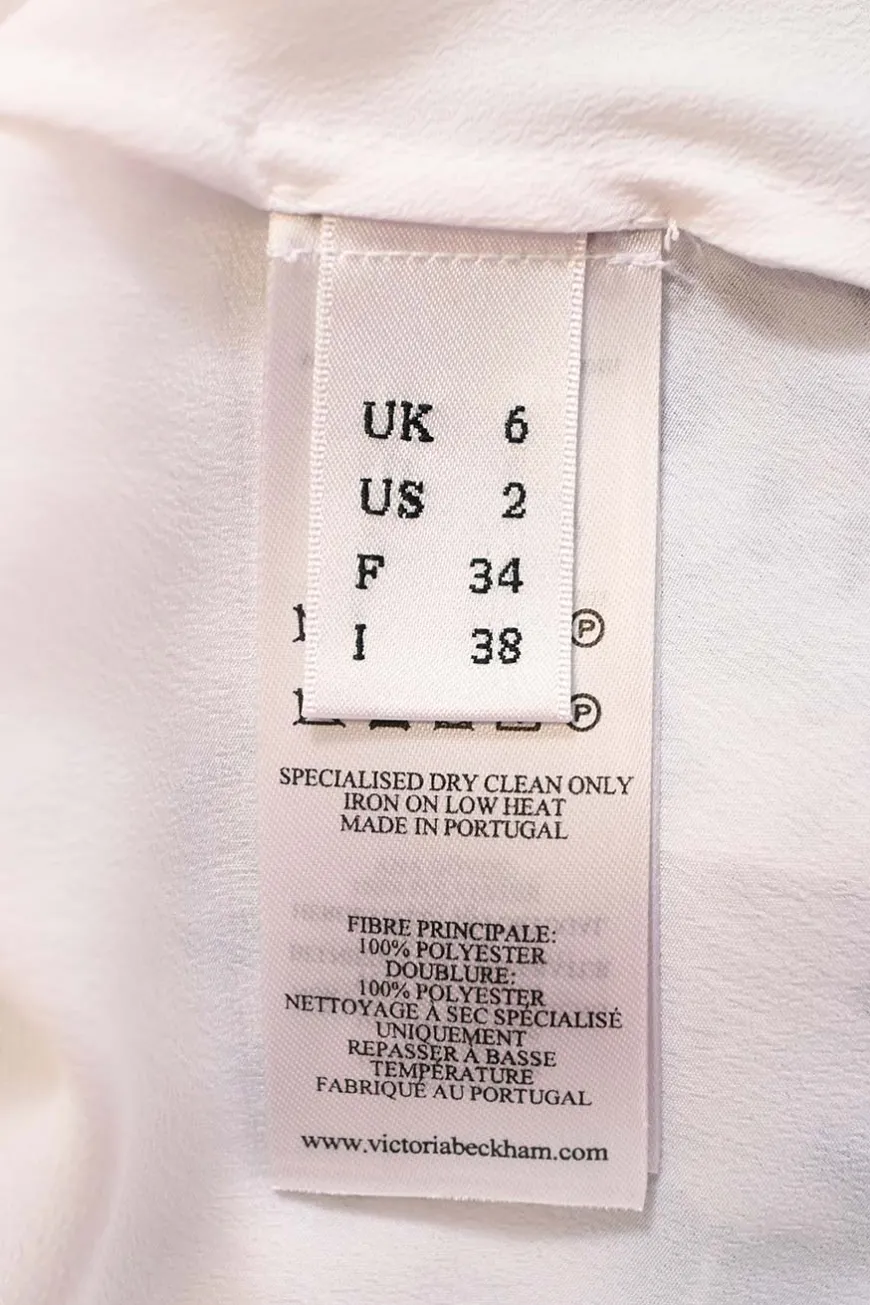 UK 6
US 2
F 34
I 38
P
P
SPECIALISED DRY CLEAN ONLY
IRON ON LOW HEAT
MADE IN PORTUGAL
FIBRE PRINCIPALE:
100% POLYESTER
DOUBLURE:
100% POLYESTER
NETTOYAGE À SEC SPÉCIALISÉ
UNIQUEMENT
REPASSER À BASSE
TEMPÉRATURE
FABRIQUÉ AU PORTUGAL
www.victoriabeckham.com